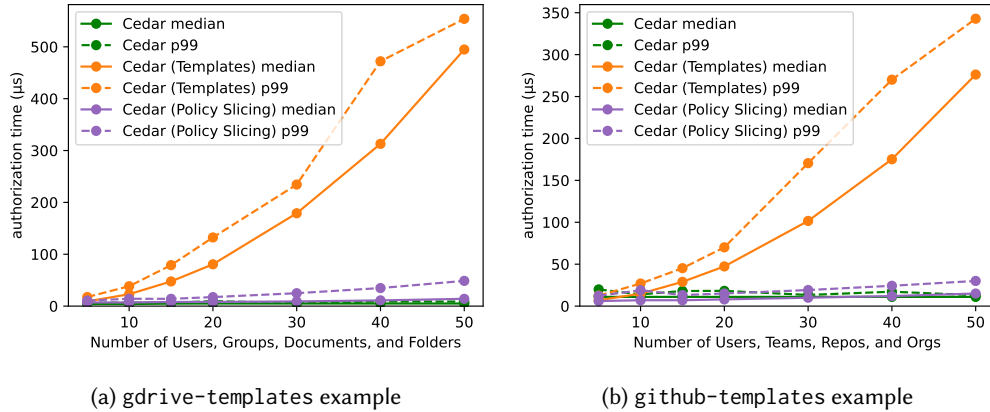 Cedar median
Cedar p99
Cedar (Templates) median
Cedar (Templates) p99
Cedar (Policy Slicing) median
Cedar (Policy Slicing) p99
authorization time (μs)
500
400
300
200
100
0
10
20
30
40
50
Number of Users, Groups, Documents, and Folders
(a) gdrive-templates example
Cedar median
Cedar p99
Cedar (Templates) median
Cedar (Templates) p99
Cedar (Policy Slicing) median
Cedar (Policy Slicing) p99
authorization time (μs)
350
300
250
200
150
100
50
0
10
20
30
40
50
Number of Users, Teams, Repos, and Orgs
(b) github-templates example